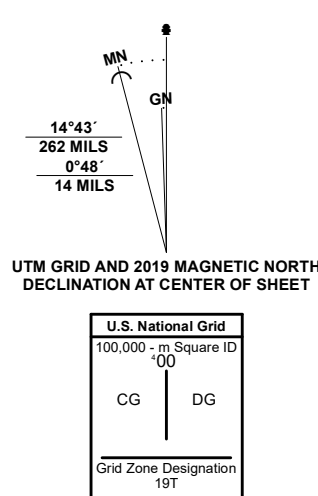 MN
GN
14°43´
262 MILS
0°48´
14 MILS
UTM GRID AND 2019 MAGNETIC NORTH
DECLINATION AT CENTER OF SHEET
U.S. National Grid
100,000 - m Square ID
⁴00
CG DG
Grid Zone Designation
19T